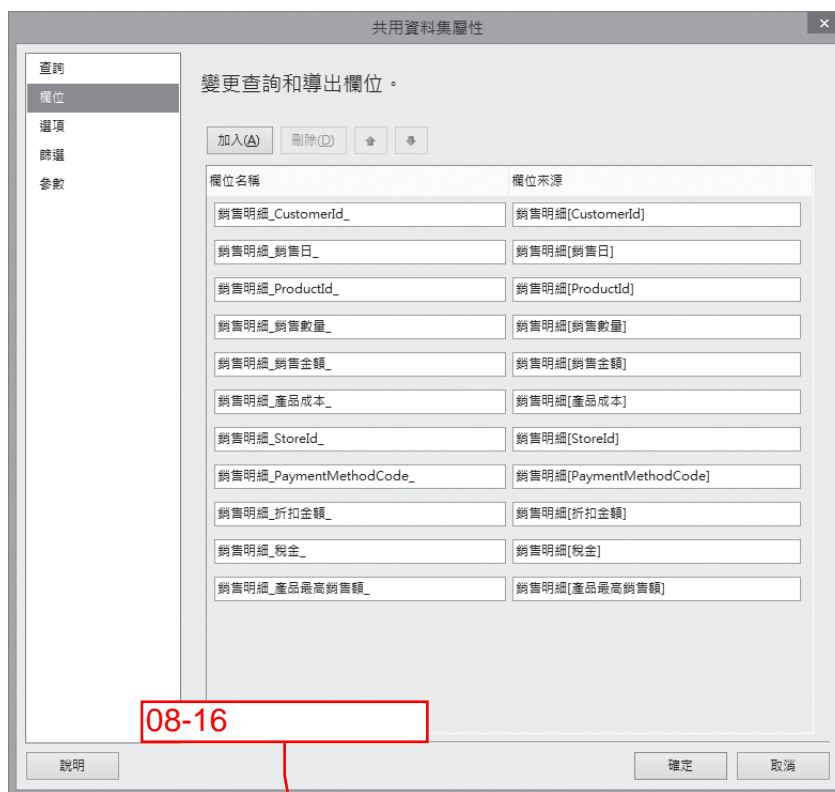 共用資料集屬性
×
查詢
欄位
選項
篩選
參數
變更查詢和導出欄位。
加入(A) 刪除(D)
欄位名稱 欄位來源
銷售明細_CustomerId_ 銷售明細[CustomerId]
銷售明細_銷售日_ 銷售明細[銷售日]
銷售明細_ProductId_ 銷售明細[ProductId]
銷售明細_銷售數量_ 銷售明細[銷售數量]
銷售明細_銷售金額_ 銷售明細[銷售金額]
銷售明細_產品成本_ 銷售明細[產品成本]
銷售明細_StoreId_ 銷售明細[StoreId]
銷售明細_PaymentMethodCode_ 銷售明細[PaymentMethodCode]
銷售明細_折扣金額_ 銷售明細[折扣金額]
銷售明細_稅金_ 銷售明細[稅金]
銷售明細_產品最高銷售額_ 銷售明細[產品最高銷售額]
08-16
說明 確定 取消